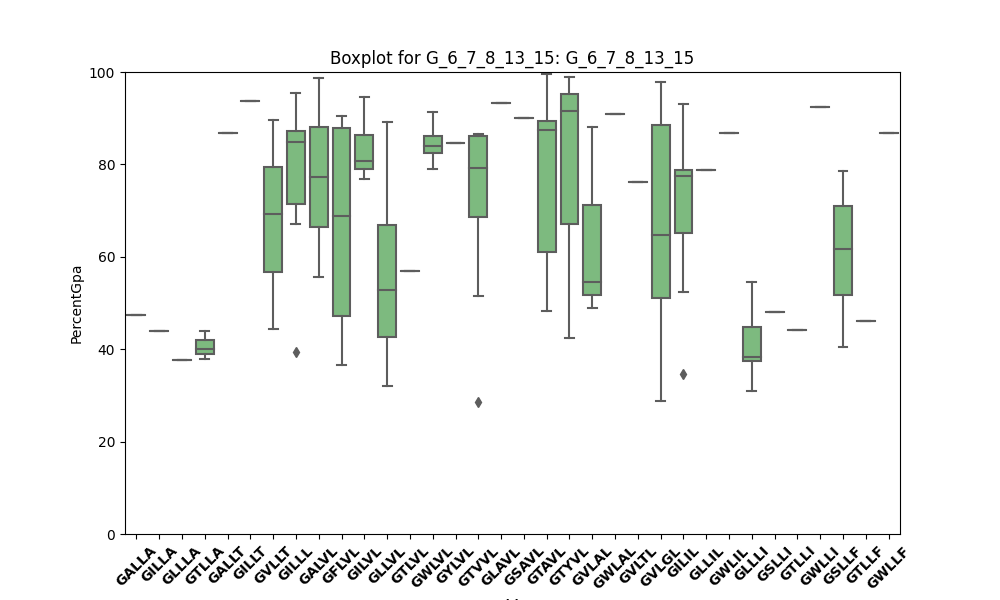 Boxplot for G_6_7_8_13_15: G_6_7_8_13_15
PercentGpa
100
80
60
40
20
0
GALLA
GILLA
GLLLA
GTLLA
GALLT
GILLT
GVLLT
GILLL
GALVL
GFLVL
GILVL
GLLVL
GTLVL
GWLVL
GYLVL
GTVVL
GLAVL
GSAVL
GTAVL
GTYVL
GVLAL
GWLAL
GVLTL
GVLGL
GILIL
GLLIL
GWLIL
GLLLI
GSLLI
GTLLI
GWLLI
GSLLF
GTLLF
GWLLF